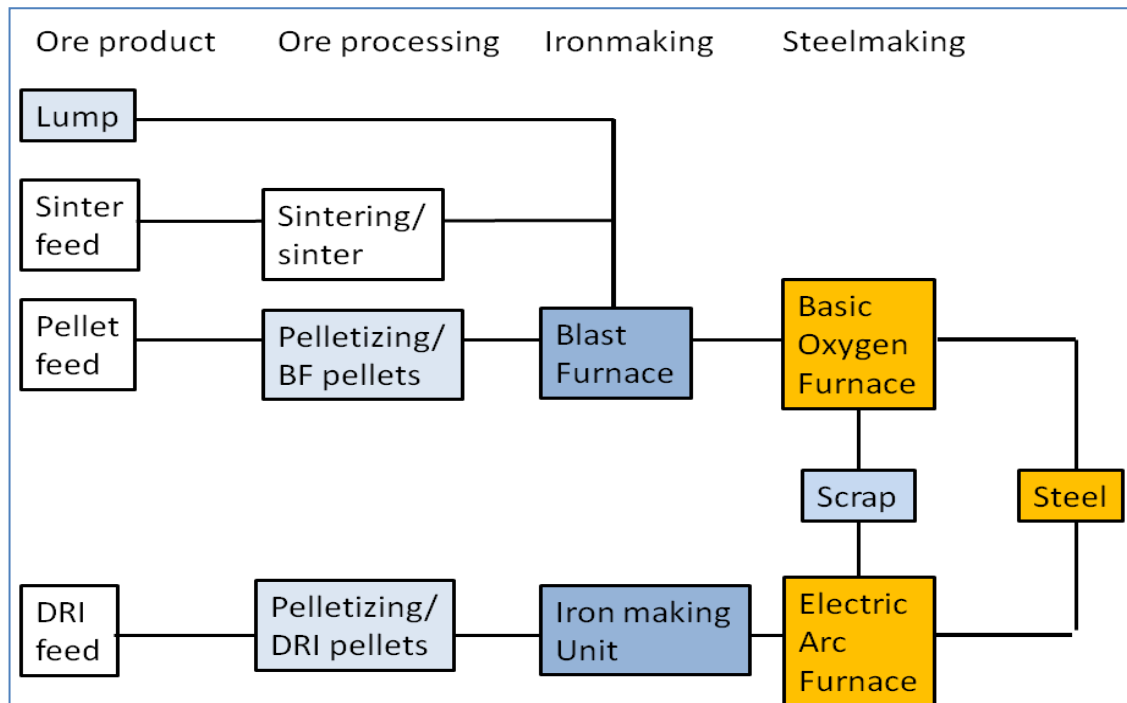 Ore product
Ore processing
Ironmaking
Steelmaking
Lump
Sinter
feed
Sintering/
sinter
Pellet
feed
Pelletizing/
BF pellets
Blast
Furnace
Basic
Oxygen
Furnace
Scrap
Steel
DRI
feed
Pelletizing/
DRI pellets
Iron making
Unit
Electric
Arc
Furnace